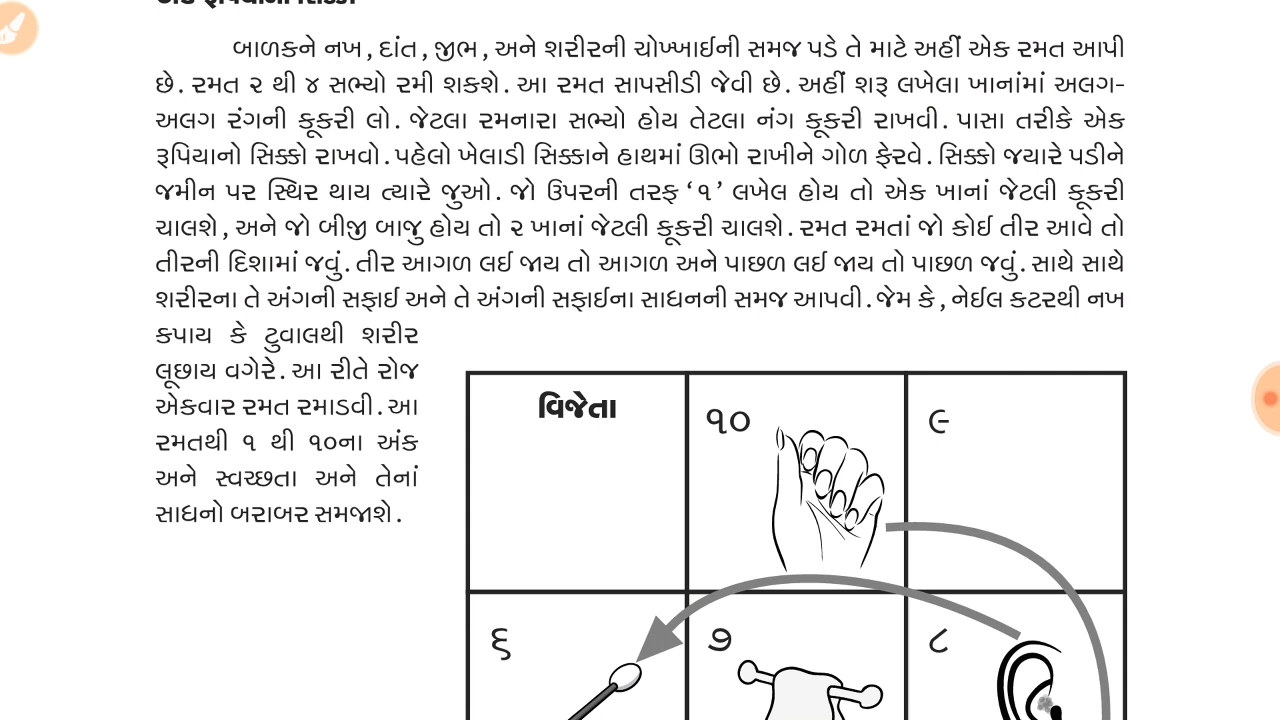 બાળકને નખ, દાંત, જીભ, અને શરીરની ચોખ્ખાઈની સમજ પડે તે માટે અહીં એક રમત આપી
છે. રમત ૨ થી ૪ સભ્યો રમી શકશે. આ રમત સાપસીડી જેવી છે. અહીં શરૂ લખેલા ખાનાંમાં અલગ-
અલગ રંગની કૂકરી લો. જેટલા રમનારા સભ્યો હોય તેટલા નંગ કૂકરી રાખવી. પાસા તરીકે એક
રૂપિયાનો સિક્કો રાખવો. પહેલો ખેલાડી સિક્કાને હાથમાં ઊભો રાખીને ગોળ ફેરવે. સિક્કો જયારે પડીને
જમીન પર સ્થિર થાય ત્યારે જુઓ. જો ઉપરની તરફ ‘૧’ લખેલ હોય તો એક ખાનાં જેટલી કૂકરી
ચાલશે, અને જો બીજી બાજુ હોય તો ૨ ખાનાં જેટલી કૂકરી ચાલશે. રમત રમતાં જો કોઈ તીર આવે તો
તીરની દિશામાં જવું. તીર આગળ લઈ જાય તો આગળ અને પાછળ લઈ જાય તો પાછળ જવું. સાથે સાથે
શરીરના તે અંગની સફાઈ અને તે અંગની સફાઈના સાધનની સમજ આપવી. જેમ કે, નેઈલ કટરથી નખ
કપાય કે ટુવાલથી શરીર
લૂછાય વગેરે. આ રીતે રોજ
એકવાર રમત રમાડવી. આ
રમતથી ૧ થી ૧૦ના અંક
અને સ્વચ્છતા અને તેનાં
સાધનો બરાબર સમજાશે.
વિજેતા
૧૦
૯
૬
૭
૮